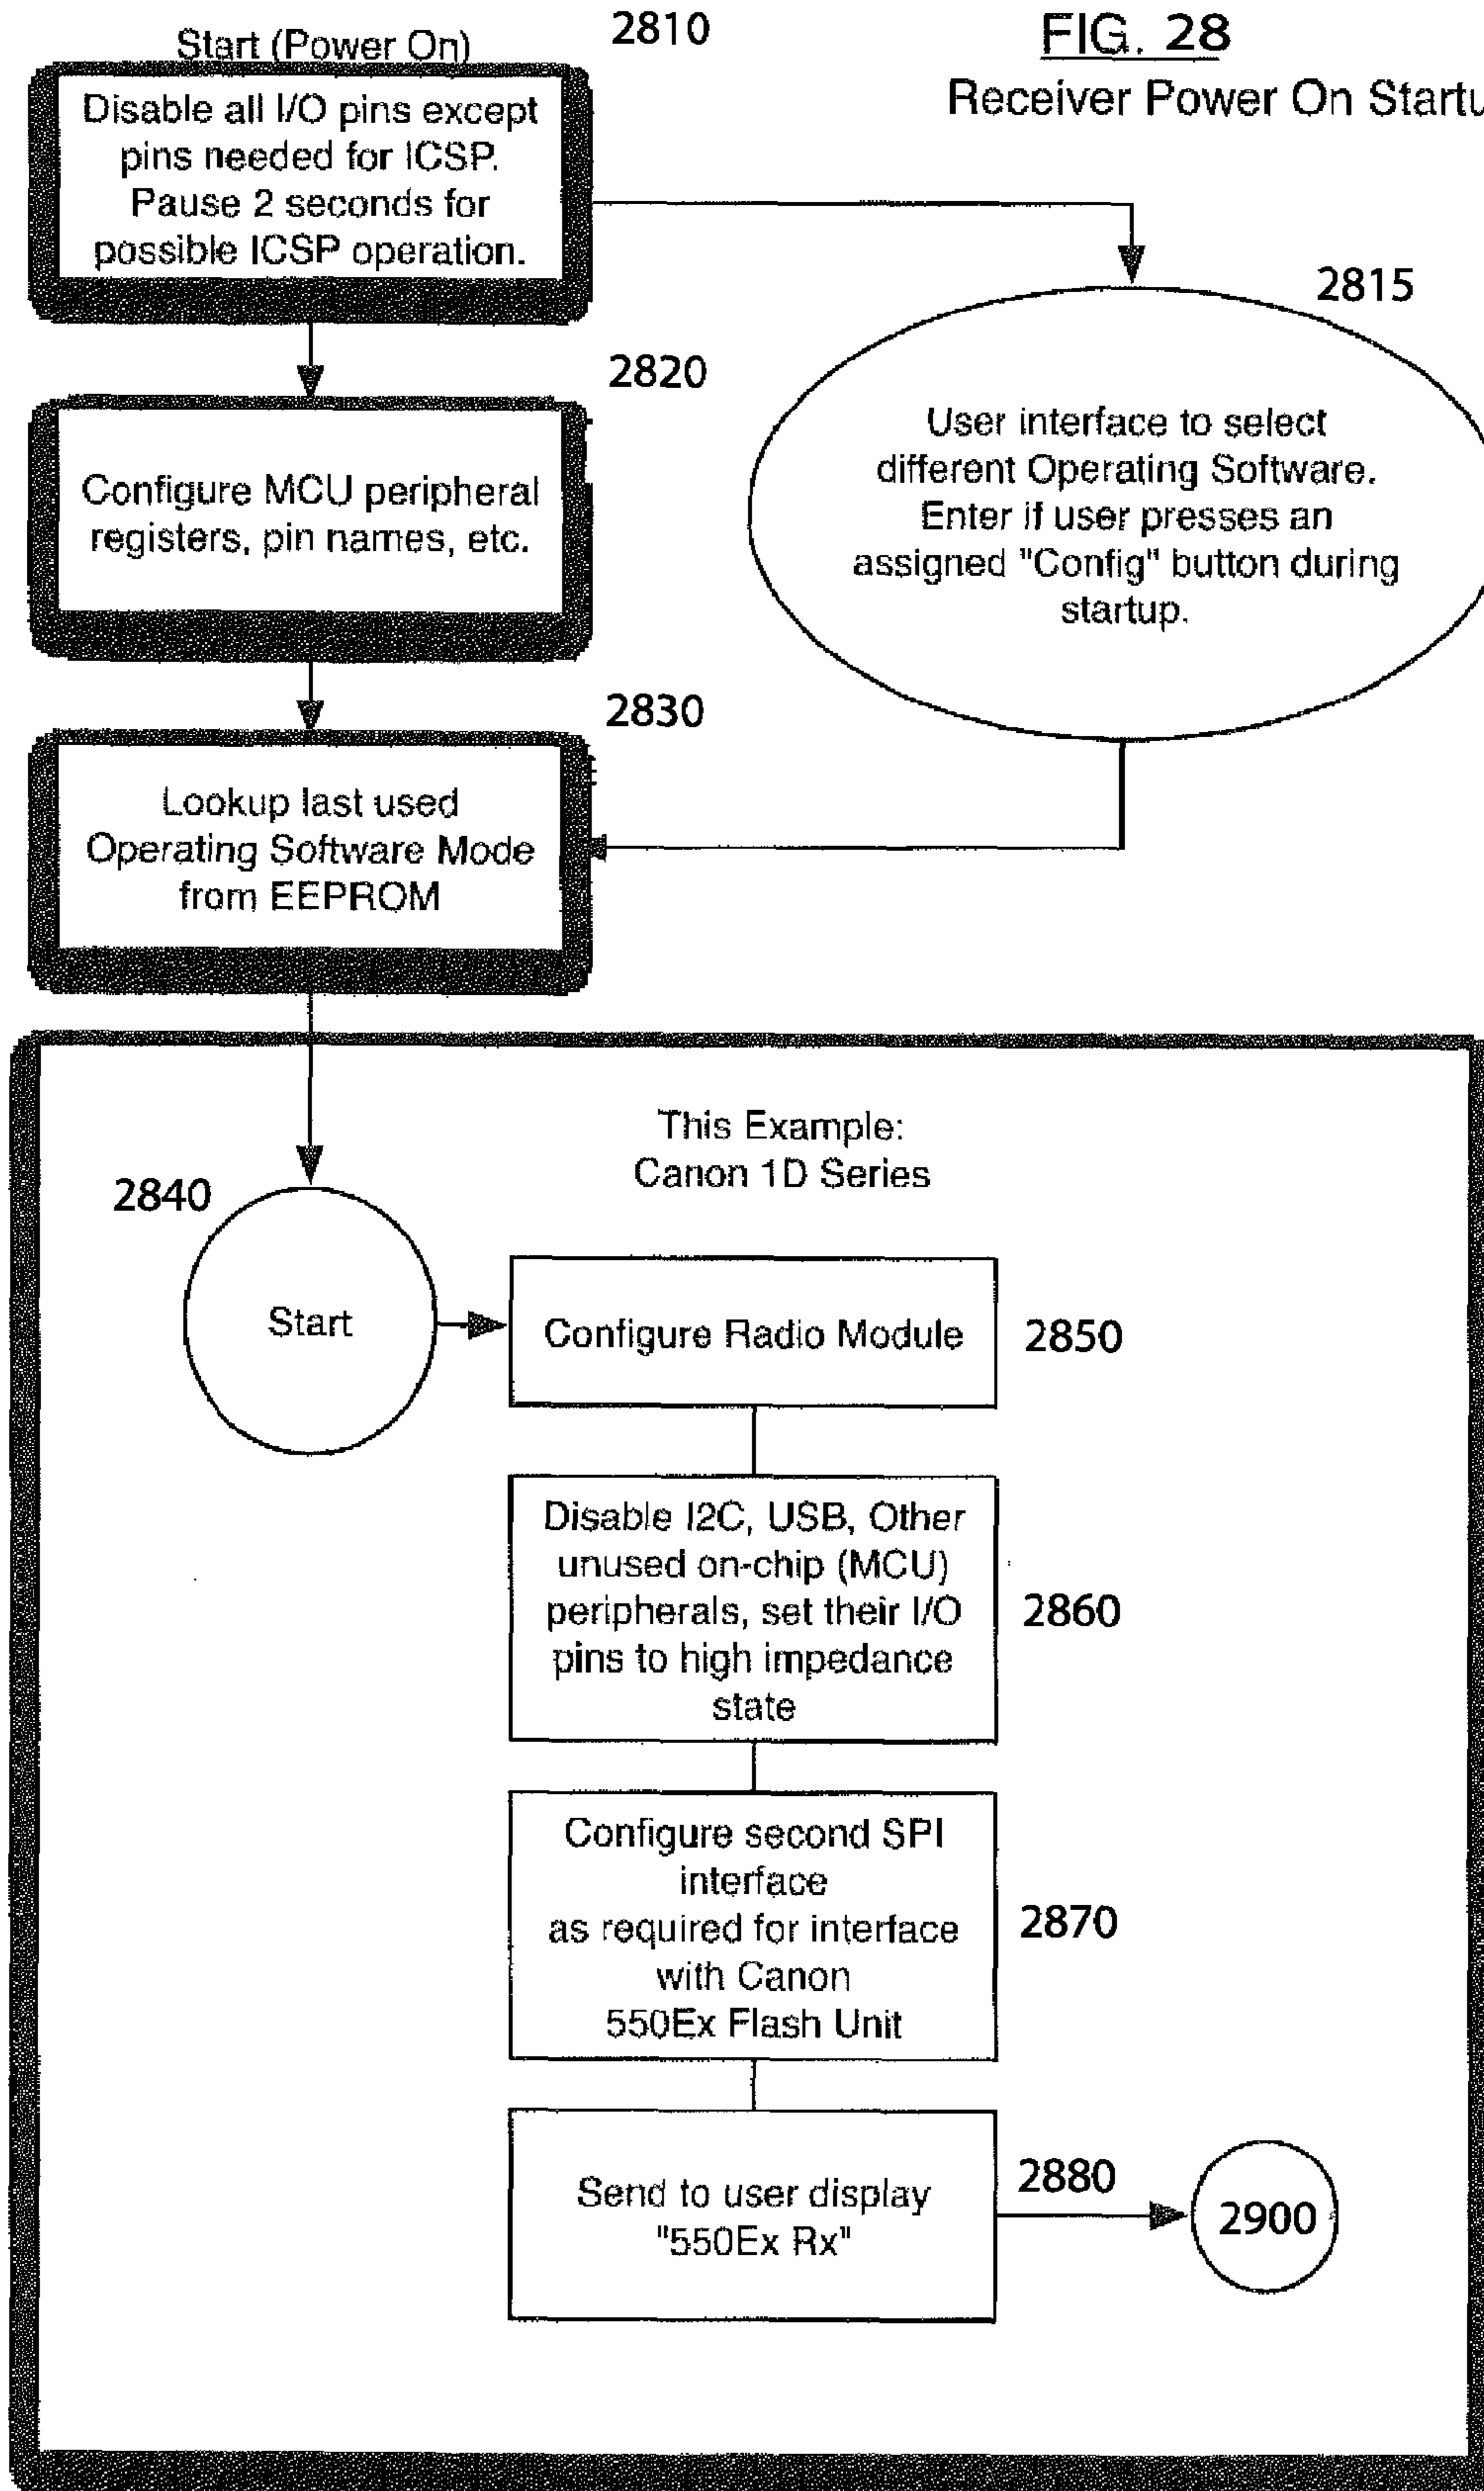 FIG. 28
Receiver Power On Startu
Start (Power On)
2810
Disable all I/O pins except
pins needed for ICSP.
Pause 2 seconds for
possible ICSP operation.
2815
User interface to select
different Operating Software.
Enter if user presses an
assigned "Config" button during
startup.
2820
Configure MCU peripheral
registers, pin names, etc.
2830
Lookup last used
Operating Software Mode
from EEPROM
This Example:
Canon 1D Series
2840
Start
Configure Radio Module
2850
Disable I2C, USB, Other
unused on-chip (MCU)
peripherals, set their I/O
pins to high impedance
state
2860
Configure second SPI
interface
as required for interface
with Canon
550Ex Flash Unit
2870
Send to user display
"550Ex Rx"
2880
2900